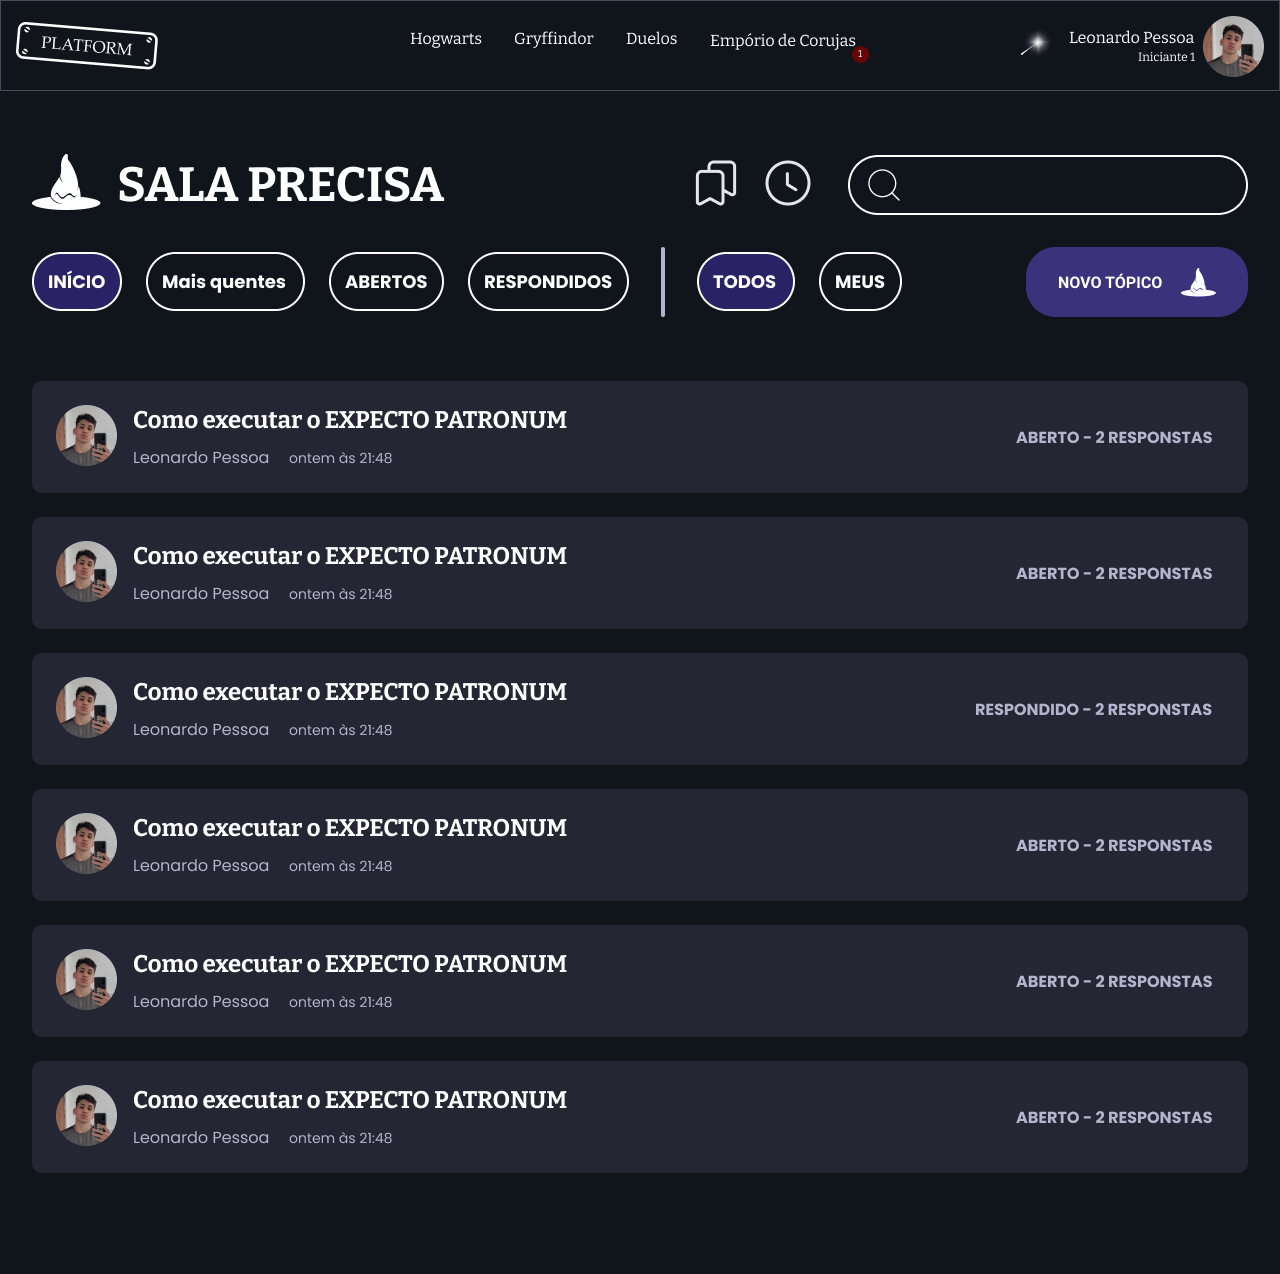 PLATFORM
Hogwarts Gryffindor Duelos Empório de Corujas
1
Leonardo Pessoa
Iniciante 1
SALA PRECISA
INÍCIO Mais quentes ABERTOS RESPONDIDOS TODOS MEUS NOVO TÓPICO
Como executar o EXPECTO PATRONUM
Leonardo Pessoa ontem às 21:48
ABERTO - 2 RESPONSTAS
Como executar o EXPECTO PATRONUM
Leonardo Pessoa ontem às 21:48
ABERTO - 2 RESPONSTAS
Como executar o EXPECTO PATRONUM
Leonardo Pessoa ontem às 21:48
RESPONDIDO - 2 RESPONSTAS
Como executar o EXPECTO PATRONUM
Leonardo Pessoa ontem às 21:48
ABERTO - 2 RESPONSTAS
Como executar o EXPECTO PATRONUM
Leonardo Pessoa ontem às 21:48
ABERTO - 2 RESPONSTAS
Como executar o EXPECTO PATRONUM
Leonardo Pessoa ontem às 21:48
ABERTO - 2 RESPONSTAS